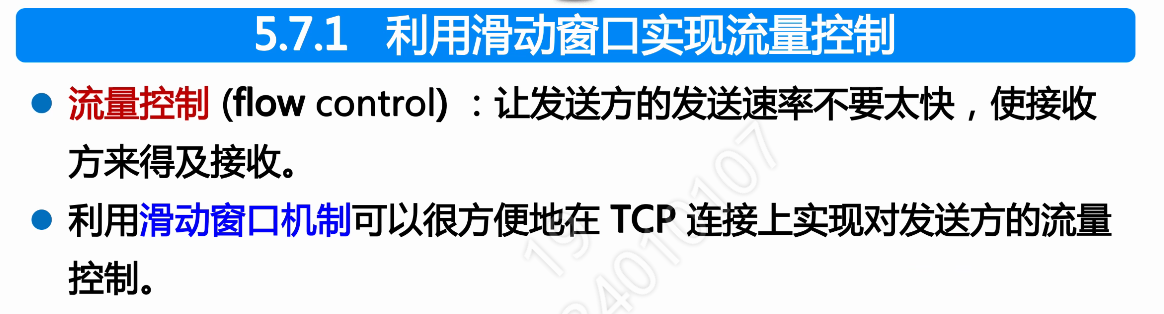 5.7.1 利用滑动窗口实现流量控制
流量控制 (flow control) ：让发送方的发送速率不要太快，使接收
方来得及接收。
利用滑动窗口机制可以很方便地在 TCP 连接上实现对发送方的流量
控制。